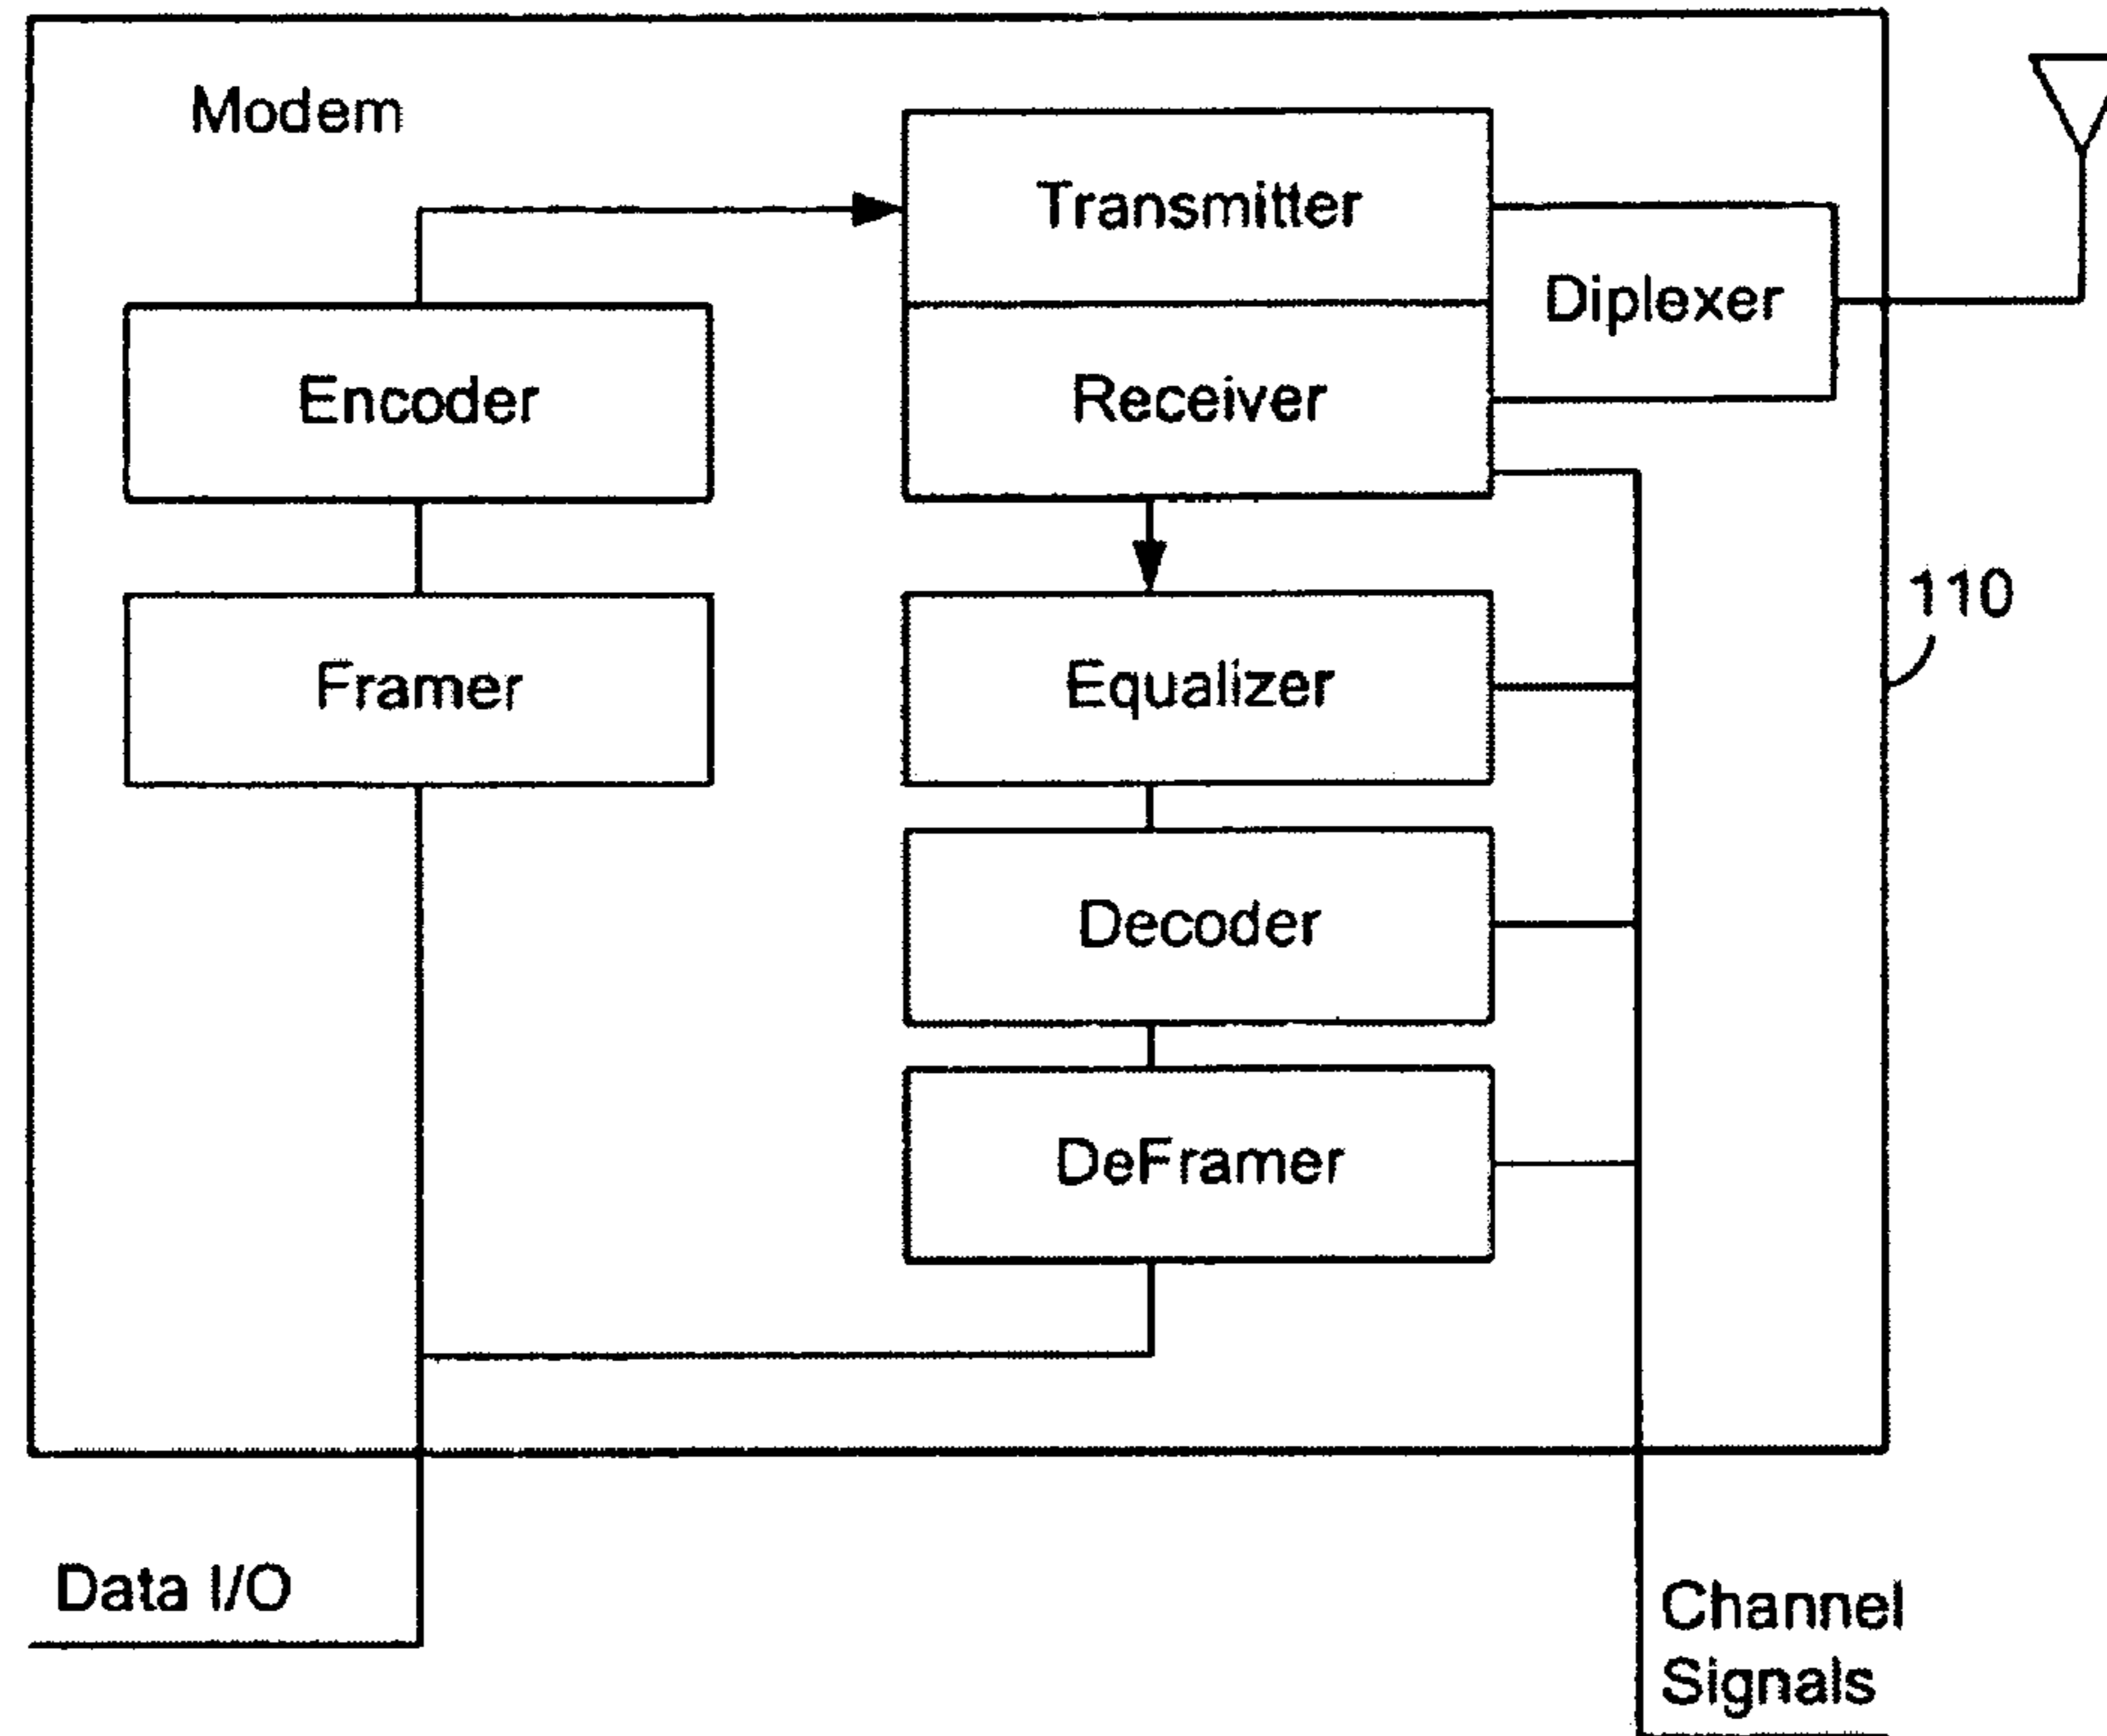 Modem
Transmitter
Diplexer
Encoder
Receiver
110
Framer
Equalizer
Decoder
DeFramer
Data I/O
Channel
Signals